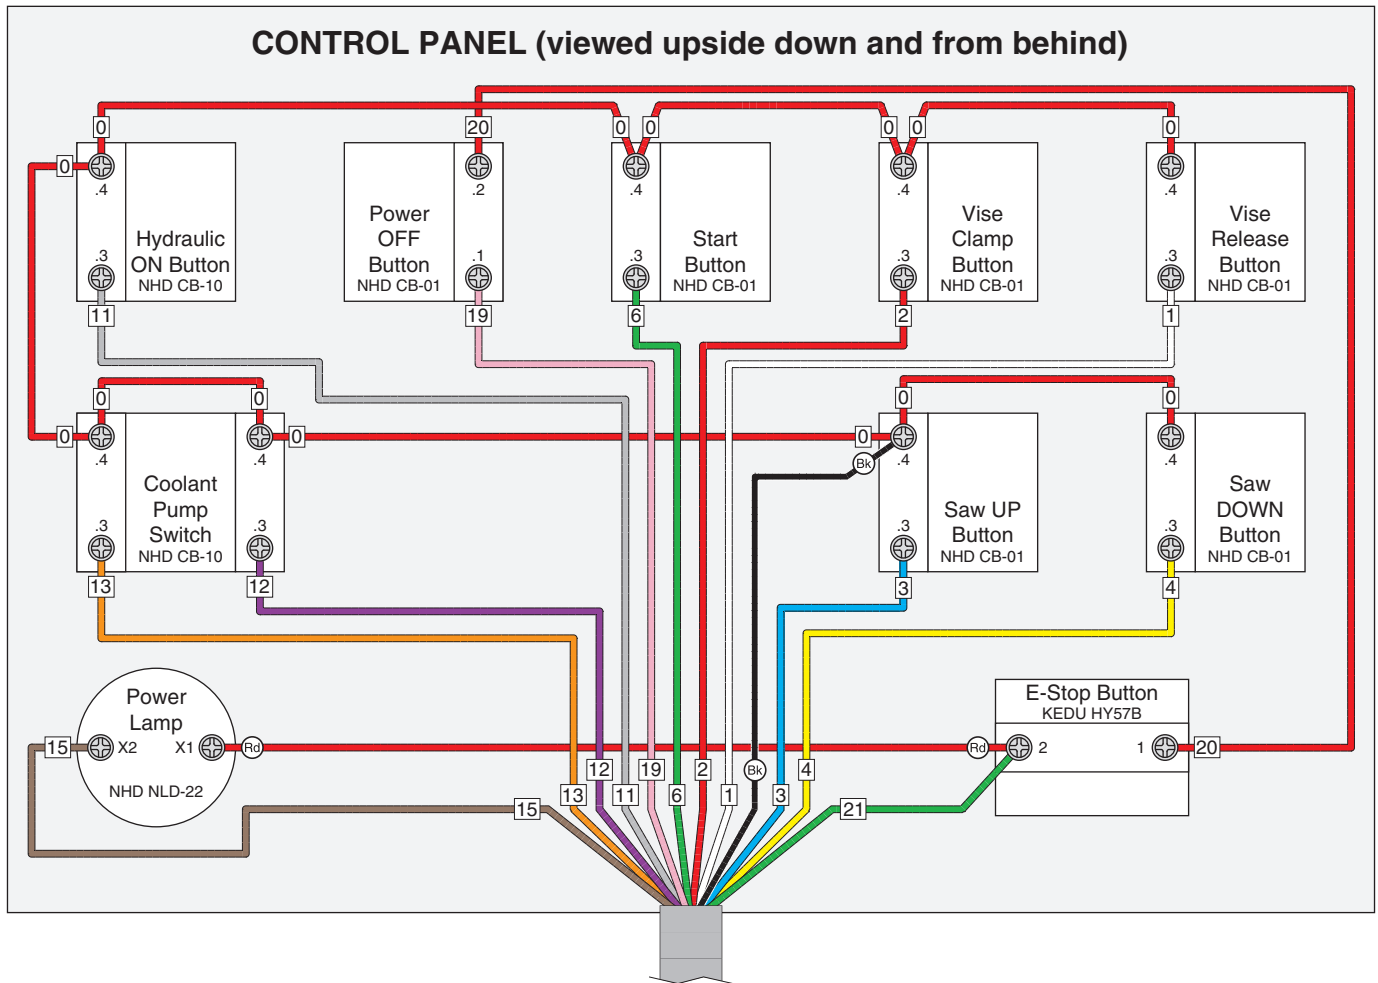 CONTROL PANEL (viewed upside down and from behind)
0 20 0 0 0 0 0
0
.4 .2 .4 .4 .4
Hydraulic
ON Button
NHD CB-10
.3
11
Power
OFF
Button
NHD CB-01
.1
19
Start
Button
NHD CB-01
.3
6
Vise
Clamp
Button
NHD CB-01
.3
2
Vise
Release
Button
NHD CB-01
.3
1
0 0 0 0
0 0 0
.4 .4 .4 .4
Bk
Coolant
Pump
Switch
NHD CB-10
.3 .3
13 12
Saw UP
Button
NHD CB-01
.3
3
Saw
DOWN
Button
NHD CB-01
.3
4
Power
Lamp
15 X2 X1 Rd
NHD NLD-22
E-Stop Button
KEDU HY57B
Rd 2 1 20
12 19 2 Bk 4
15 13 11 6 1 3 21